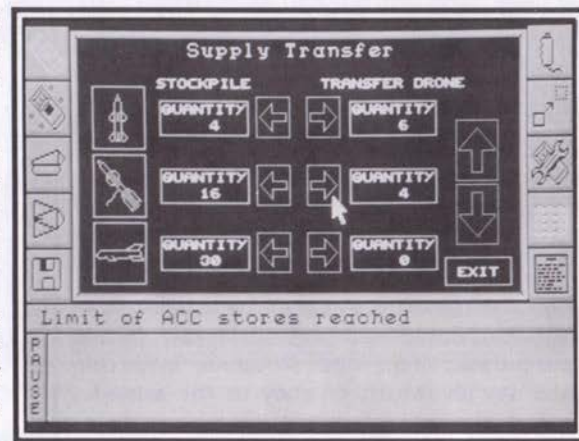 Supply Transfer
STOCKPILE TRANSFER DRONE
QUANTITY QUANTITY
4 6
QUANTITY QUANTITY
16 4
QUANTITY QUANTITY
30 0
EXIT
Limit of ACC stores reached
PAUSE